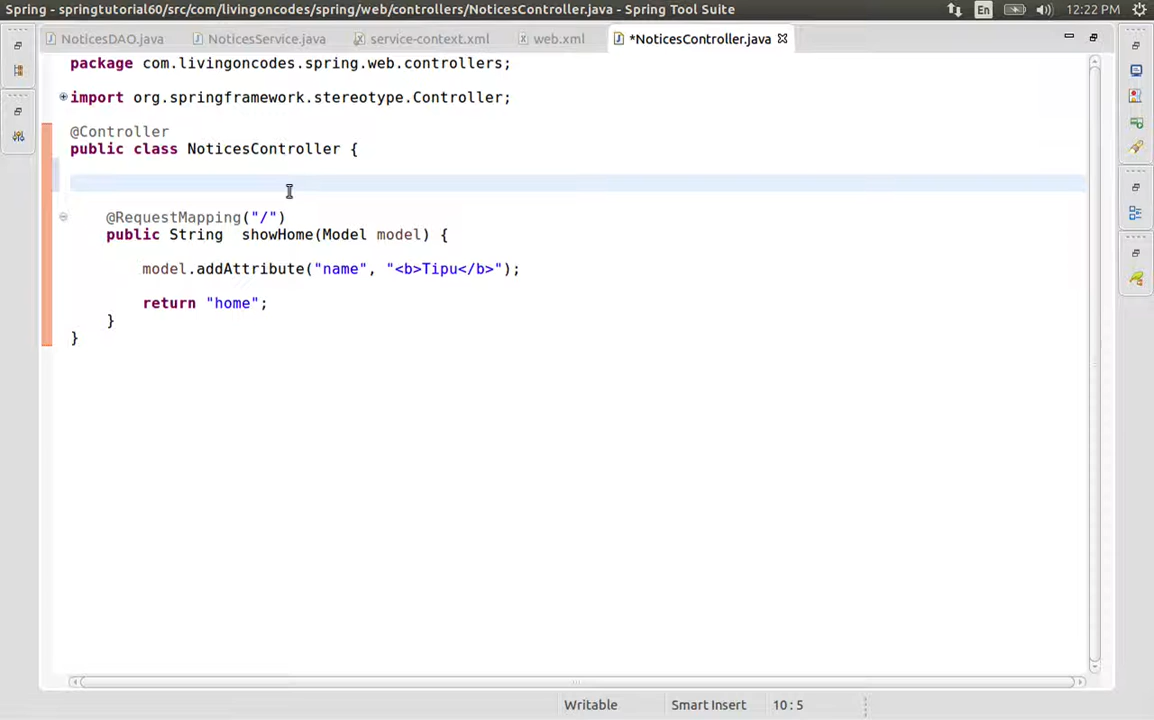 Spring - springtutorial60/src/com/livingoncodes/spring/web/controllers/NoticesController.java - Spring Tool Suite
En
12:22 PM
NoticesDAO.java
NoticesService.java
service-context.xml
web.xml
*NoticesController.java
package com.livingoncodes.spring.web.controllers;
import org.springframework.stereotype.Controller;
@Controller
public class NoticesController {
@RequestMapping("/")
public String  showHome(Model model) {
model.addAttribute("name", "<b>Tipu</b>");
return "home";
}
}
Writable
Smart Insert
10 : 5